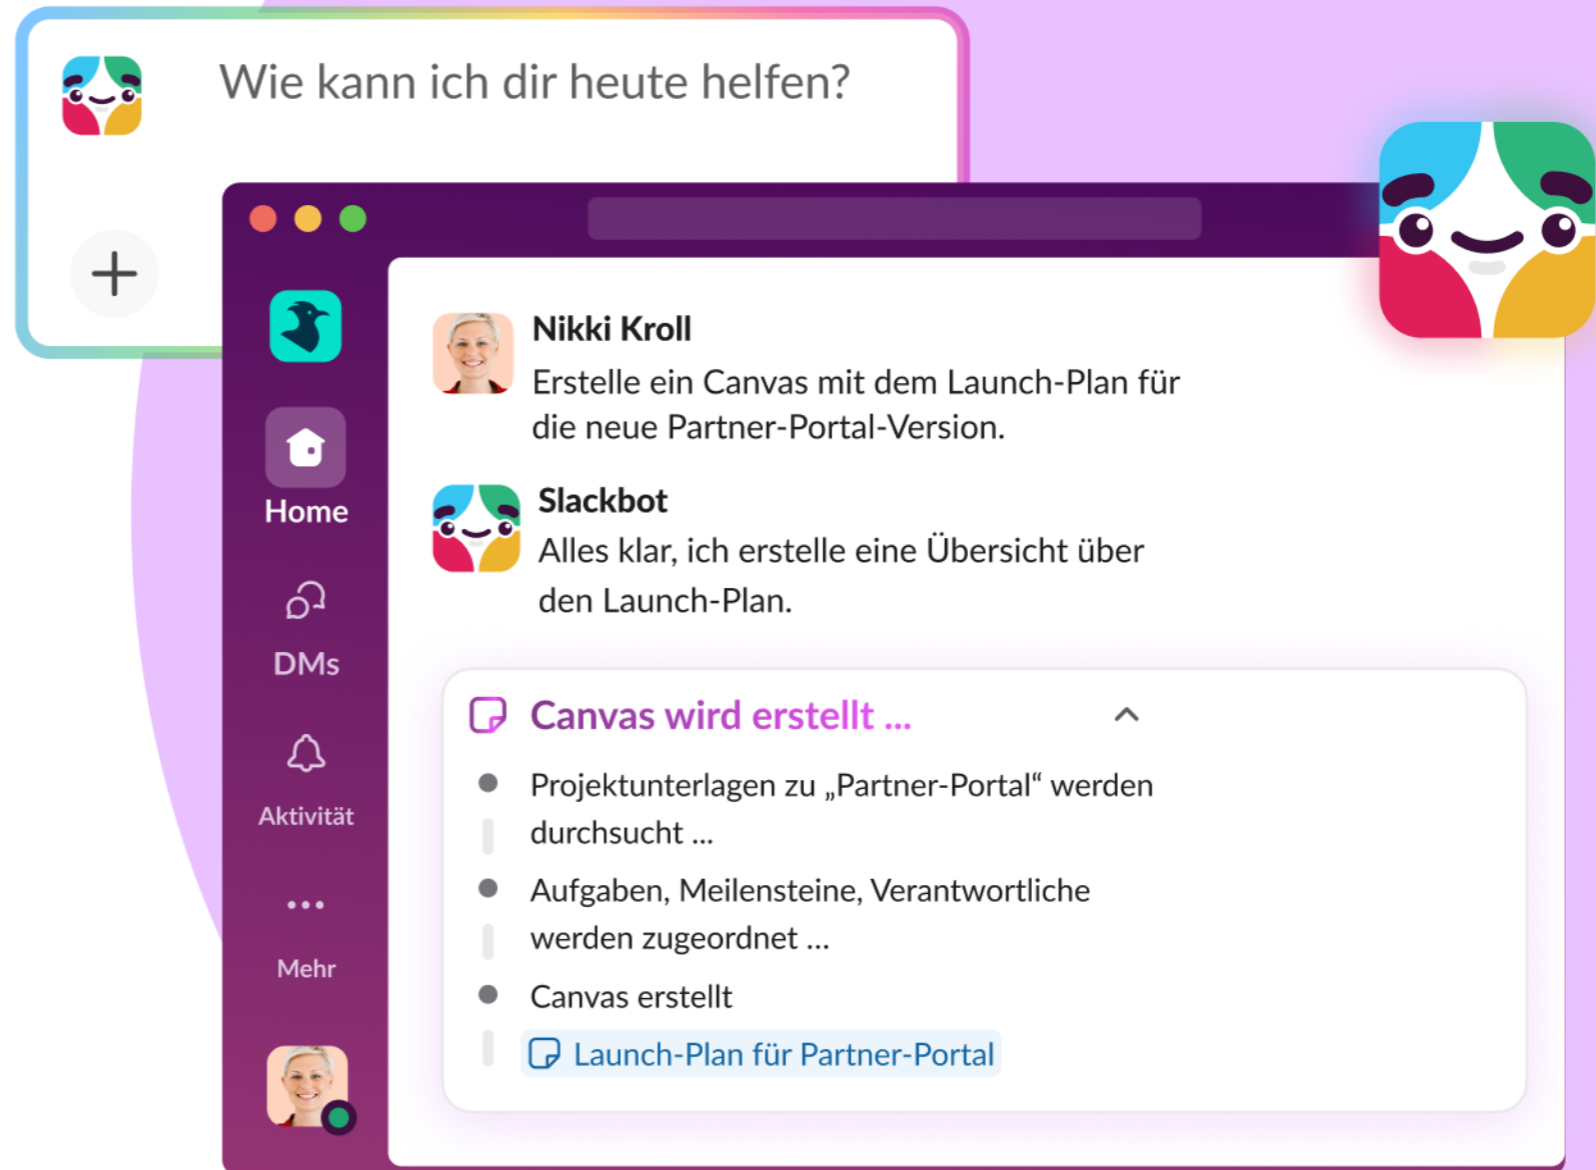 Wie kann ich dir heute helfen?
Nikki Kroll
Erstelle ein Canvas mit dem Launch-Plan für
die neue Partner-Portal-Version.
Home
Slackbot
Alles klar, ich erstelle eine Übersicht über
den Launch-Plan.
DMs
Canvas wird erstellt ...
Projektunterlagen zu „Partner-Portal“ werden
durchsucht ...
Aktivität
Aufgaben, Meilensteine, Verantwortliche
werden zugeordnet ...
Mehr
Canvas erstellt
Launch-Plan für Partner-Portal